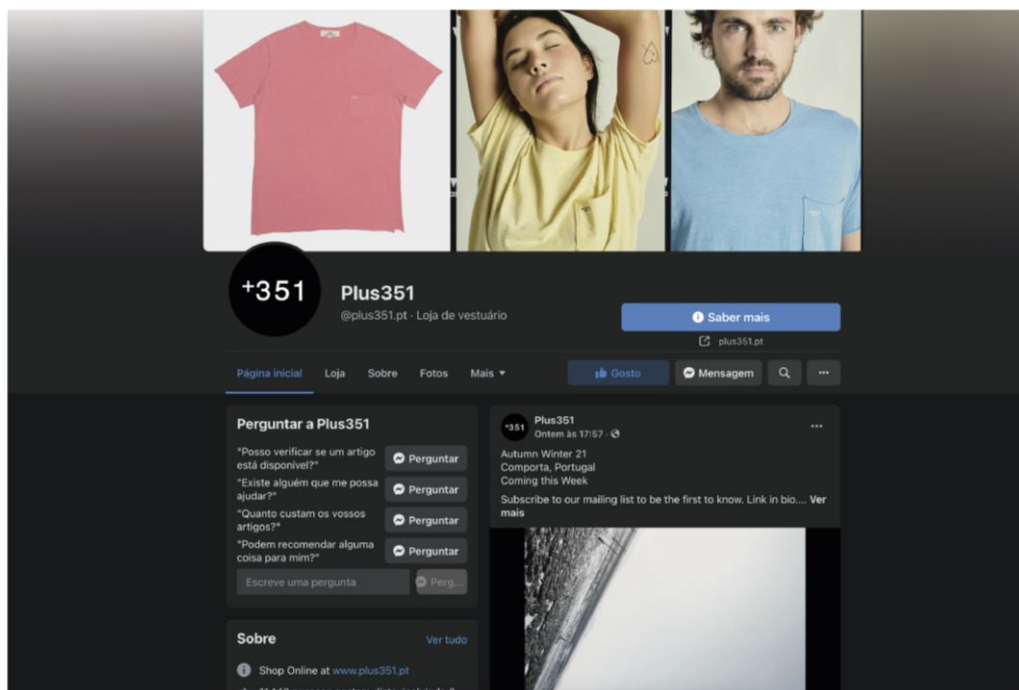 +351
Plus351
@plus351.pt · Loja de vestuário
Saber mais
plus351.pt
Página inicial
Loja
Sobre
Fotos
Mais
Gosto
Mensagem
Perguntar a Plus351
"Posso verificar se um artigo
está disponível?"
Perguntar
"Existe alguém que me possa
ajudar?"
Perguntar
"Quanto custam os vossos
artigos?"
Perguntar
"Podem recomendar alguma
coisa para mim?"
Perguntar
Escreve uma pergunta
Perg...
Sobre
Ver tudo
Shop Online at www.plus351.pt
+351
Plus351
Ontem às 17:57 ·
Autumn Winter 21
Comporta, Portugal
Coming this Week
Subscribe to our mailing list to be the first to know. Link in bio.... Ver
mais